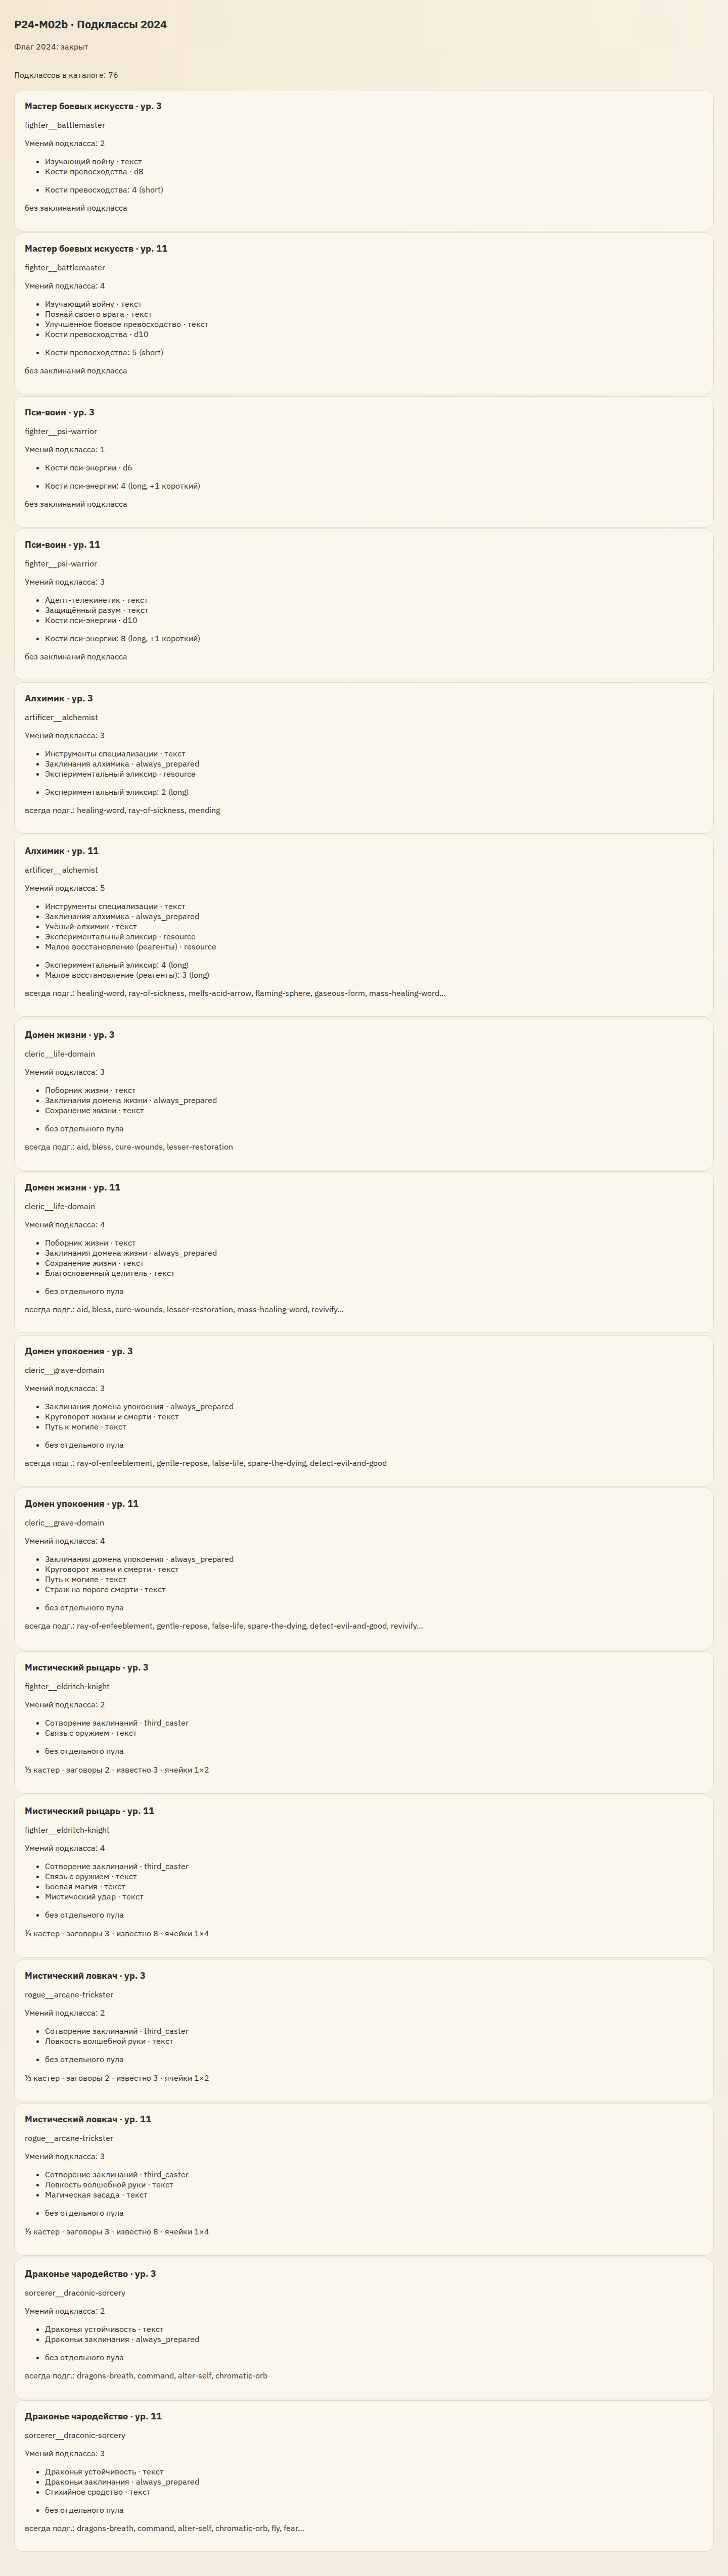 P24-M02b · Подклассы 2024
Флаг 2024: закрыт
Подклассов в каталоге: 76
Мастер боевых искусств · ур. 3
fighter__battlemaster
Умений подкласса: 2
• Изучающий войну · текст
• Кости превосходства · d8
• Кости превосходства: 4 (short)
без заклинаний подкласса
Мастер боевых искусств · ур. 11
fighter__battlemaster
Умений подкласса: 4
• Изучающий войну · текст
• Познай своего врага · текст
• Улучшенное боевое превосходство · текст
• Кости превосходства · d10
• Кости превосходства: 5 (short)
без заклинаний подкласса
Пси-воин · ур. 3
fighter__psi-warrior
Умений подкласса: 1
• Кости пси-энергии · d6
• Кости пси-энергии: 4 (long, +1 короткий)
без заклинаний подкласса
Пси-воин · ур. 11
fighter__psi-warrior
Умений подкласса: 3
• Адепт-телекинетик · текст
• Защищённый разум · текст
• Кости пси-энергии · d10
• Кости пси-энергии: 8 (long, +1 короткий)
без заклинаний подкласса
Алхимик · ур. 3
artificer__alchemist
Умений подкласса: 3
• Инструменты специализации · текст
• Заклинания алхимика · always_prepared
• Экспериментальный эликсир · resource
• Экспериментальный эликсир: 2 (long)
всегда подг.: healing-word, ray-of-sickness, mending
Алхимик · ур. 11
artificer__alchemist
Умений подкласса: 5
• Инструменты специализации · текст
• Заклинания алхимика · always_prepared
• Учёный-алхимик · текст
• Экспериментальный эликсир · resource
• Малое восстановление (реагенты) · resource
• Экспериментальный эликсир: 4 (long)
• Малое восстановление (реагенты): 3 (long)
всегда подг.: healing-word, ray-of-sickness, melfs-acid-arrow, flaming-sphere, gaseous-form, mass-healing-word…
Домен жизни · ур. 3
cleric__life-domain
Умений подкласса: 3
• Поборник жизни · текст
• Заклинания домена жизни · always_prepared
• Сохранение жизни · текст
• без отдельного пула
всегда подг.: aid, bless, cure-wounds, lesser-restoration
Домен жизни · ур. 11
cleric__life-domain
Умений подкласса: 4
• Поборник жизни · текст
• Заклинания домена жизни · always_prepared
• Сохранение жизни · текст
• Благословенный целитель · текст
• без отдельного пула
всегда подг.: aid, bless, cure-wounds, lesser-restoration, mass-healing-word, revivify…
Домен упокоения · ур. 3
cleric__grave-domain
Умений подкласса: 3
• Заклинания домена упокоения · always_prepared
• Круговорот жизни и смерти · текст
• Путь к могиле · текст
• без отдельного пула
всегда подг.: ray-of-enfeeblement, gentle-repose, false-life, spare-the-dying, detect-evil-and-good
Домен упокоения · ур. 11
cleric__grave-domain
Умений подкласса: 4
• Заклинания домена упокоения · always_prepared
• Круговорот жизни и смерти · текст
• Путь к могиле · текст
• Страж на пороге смерти · текст
• без отдельного пула
всегда подг.: ray-of-enfeeblement, gentle-repose, false-life, spare-the-dying, detect-evil-and-good, revivify…
Мистический рыцарь · ур. 3
fighter__eldritch-knight
Умений подкласса: 2
• Сотворение заклинаний · third_caster
• Связь с оружием · текст
• без отдельного пула
⅓ кастер · заговоры 2 · известно 3 · ячейки 1×2
Мистический рыцарь · ур. 11
fighter__eldritch-knight
Умений подкласса: 4
• Сотворение заклинаний · third_caster
• Связь с оружием · текст
• Боевая магия · текст
• Мистический удар · текст
• без отдельного пула
⅓ кастер · заговоры 3 · известно 8 · ячейки 1×4
Мистический ловкач · ур. 3
rogue__arcane-trickster
Умений подкласса: 2
• Сотворение заклинаний · third_caster
• Ловкость волшебной руки · текст
• без отдельного пула
⅓ кастер · заговоры 2 · известно 3 · ячейки 1×2
Мистический ловкач · ур. 11
rogue__arcane-trickster
Умений подкласса: 3
• Сотворение заклинаний · third_caster
• Ловкость волшебной руки · текст
• Магическая засада · текст
• без отдельного пула
⅓ кастер · заговоры 3 · известно 8 · ячейки 1×4
Драконье чародейство · ур. 3
sorcerer__draconic-sorcery
Умений подкласса: 2
• Драконья устойчивость · текст
• Драконьи заклинания · always_prepared
• без отдельного пула
всегда подг.: dragons-breath, command, alter-self, chromatic-orb
Драконье чародейство · ур. 11
sorcerer__draconic-sorcery
Умений подкласса: 3
• Драконья устойчивость · текст
• Драконьи заклинания · always_prepared
• Стихийное сродство · текст
• без отдельного пула
всегда подг.: dragons-breath, command, alter-self, chromatic-orb, fly, fear…